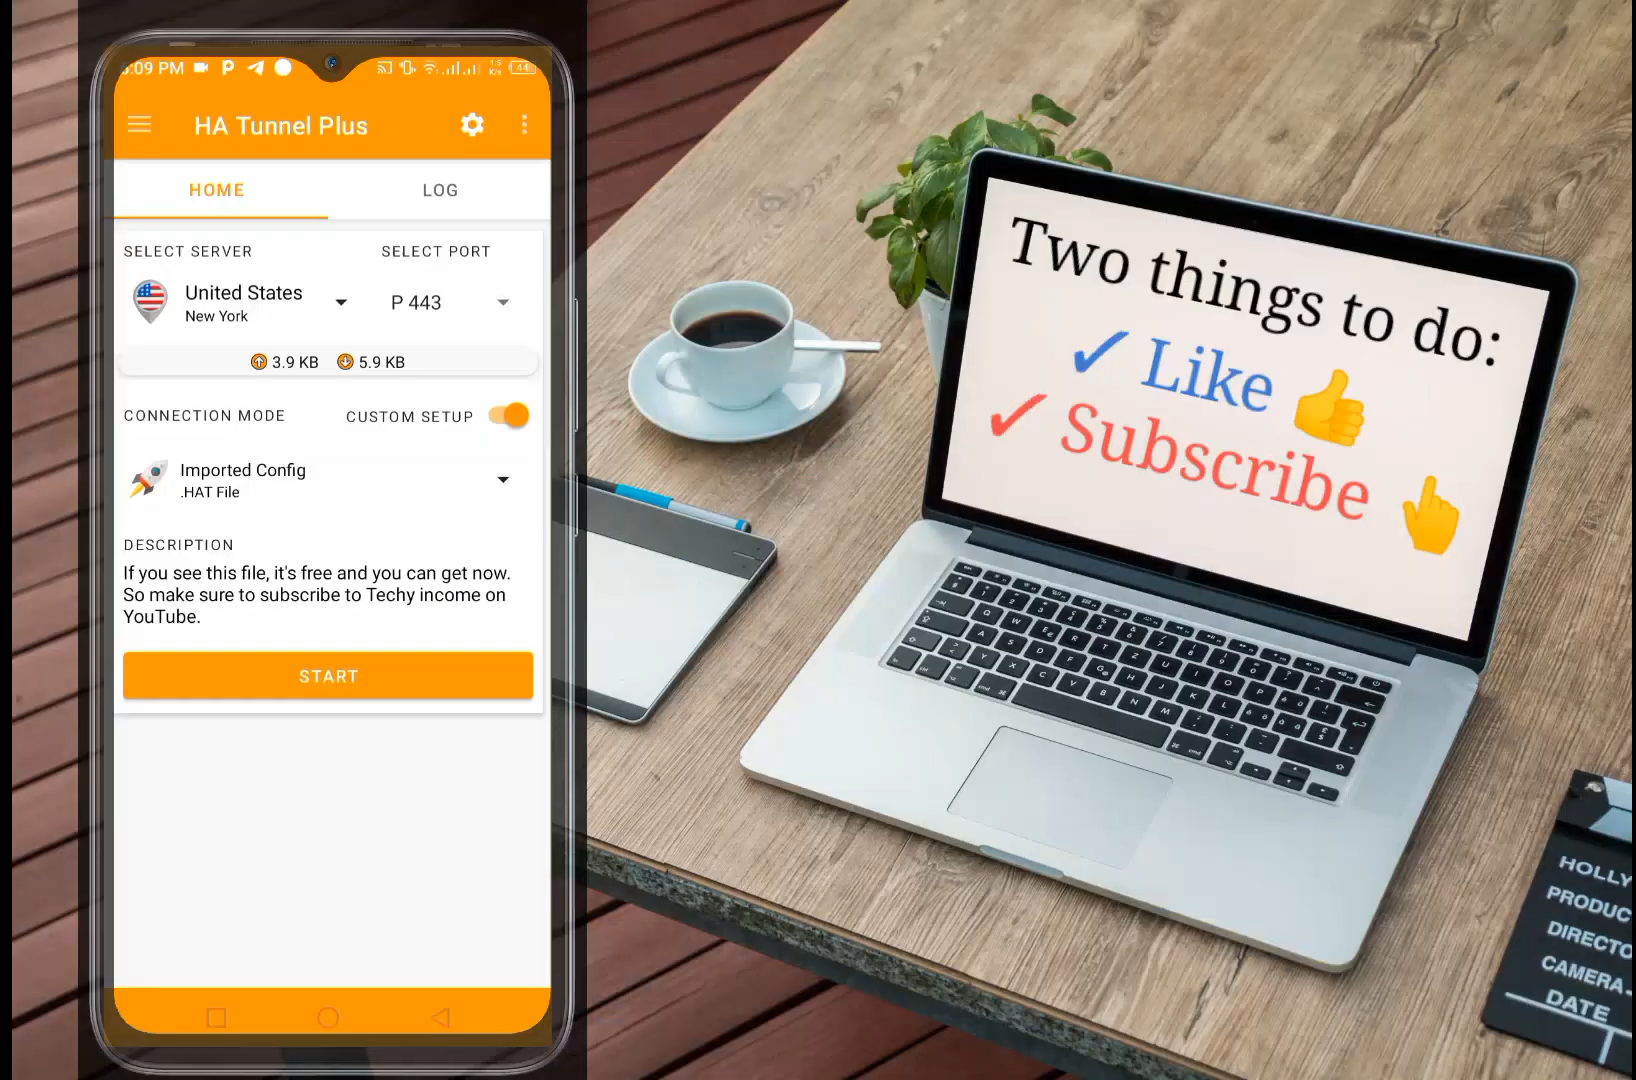 :09 PM
HA Tunnel Plus
HOME LOG
SELECT SERVER SELECT PORT
United States
New York
P 443
3.9 KB 5.9 KB
CONNECTION MODE CUSTOM SETUP
Imported Config
.HAT File
DESCRIPTION
If you see this file, it's free and you can get now.
So make sure to subscribe to Techy income on
YouTube.
START
Two things to do:
✓ Like 👍
✓ Subscribe 👆
HOLLY
PRODUC
DIRECTO
CAMERA
DATE